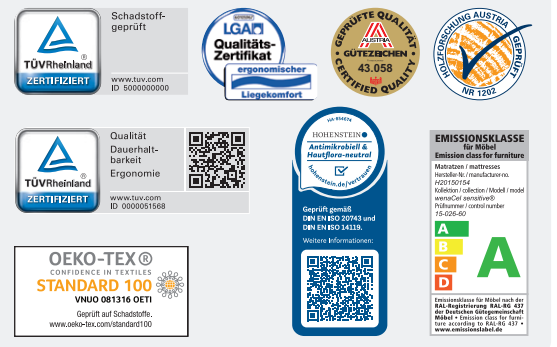 Schadstoff-
geprüft
TÜVRheinland®
ZERTIFIZIERT
www.tuv.com
ID 5000000000
LGA
Qualitäts-
Zertifikat
ergonomischer
Liegekomfort
GEPRÜFTE QUALITÄT
AUSTRIA
GÜTEZEICHEN
43.058
CERTIFIED QUALITY
HOLZFORSCHUNG AUSTRIA
GEPRÜFT
NR 1202
Qualität
Dauerhalt-
barkeit
Ergonomie
TÜVRheinland®
ZERTIFIZIERT
www.tuv.com
ID 0000051568
HOHENSTEIN
Antimikrobiell &
Hautflora-neutral
hohenstein.de/vertrauen
Geprüft gemäß
DIN EN ISO 20743 und
DIN EN ISO 14119.
Weitere Informationen:
EMISSIONSKLASSE
für Möbel
Emission class for furniture
Matratzen / mattresses
Hersteller-Nr. / manufacturer-no.
H20150154
Kollektion / collection / Modell / model
wenaCel sensitive®
Prüfnummer / control number
15-026-60
A
B
C
D
A
Emissionsklasse für Möbel nach der
RAL-Registrierung RAL-RG 437
der Deutschen Gütegemeinschaft
Möbel • Emission class for furni-
ture according to RAL-RG 437 •
www.emissionslabel.de
OEKO-TEX®
CONFIDENCE IN TEXTILES
STANDARD 100
VNUO 081316 OETI
Geprüft auf Schadstoffe.
www.oeko-tex.com/standard100